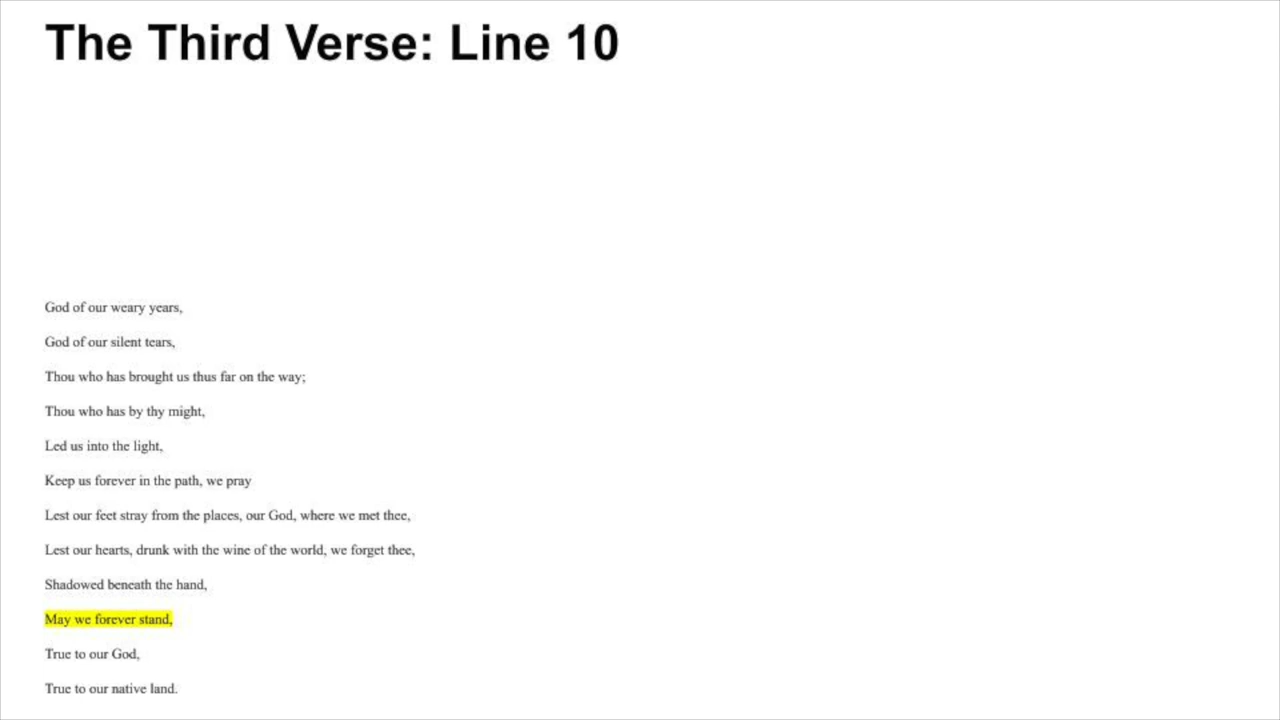 The Third Verse: Line 10
God of our weary years,
God of our silent tears,
Thou who has brought us thus far on the way;
Thou who has by thy might,
Led us into the light,
Keep us forever in the path, we pray
Lest our feet stray from the places, our God, where we met thee,
Lest our hearts, drunk with the wine of the world, we forget thee,
Shadowed beneath the hand,
May we forever stand,
True to our God,
True to our native land.